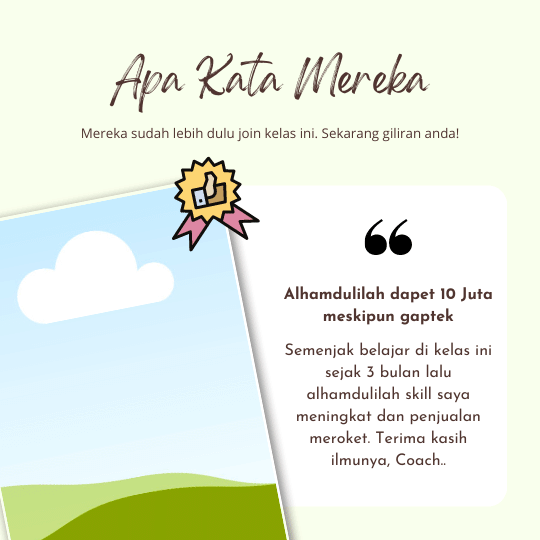 Apa Kata Mereka
Mereka sudah lebih dulu join kelas ini. Sekarang giliran anda!
“
Alhamdulilah dapet 10 Juta
meskipun gaptek
Semenjak belajar di kelas ini
sejak 3 bulan lalu
alhamdulilah skill saya
meningkat dan penjualan
meroket. Terima kasih
ilmunya, Coach..